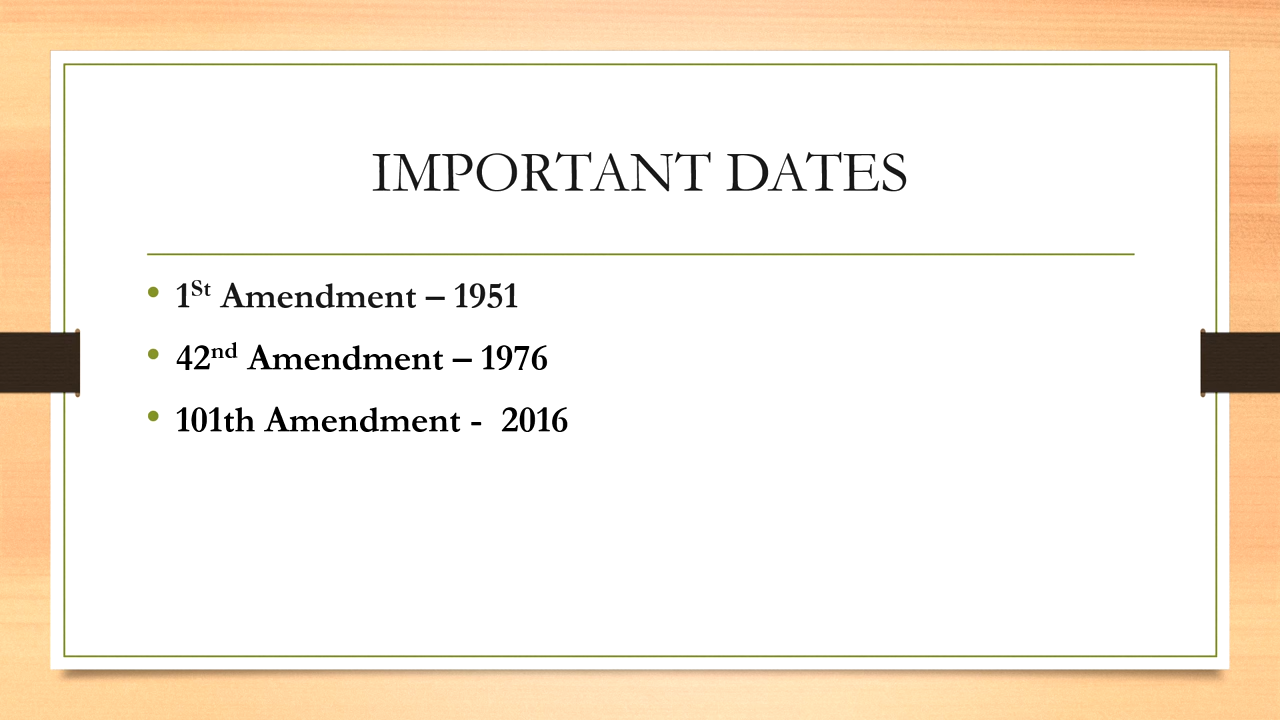 IMPORTANT DATES
• 1St Amendment – 1951
• 42nd Amendment – 1976
• 101th Amendment -  2016